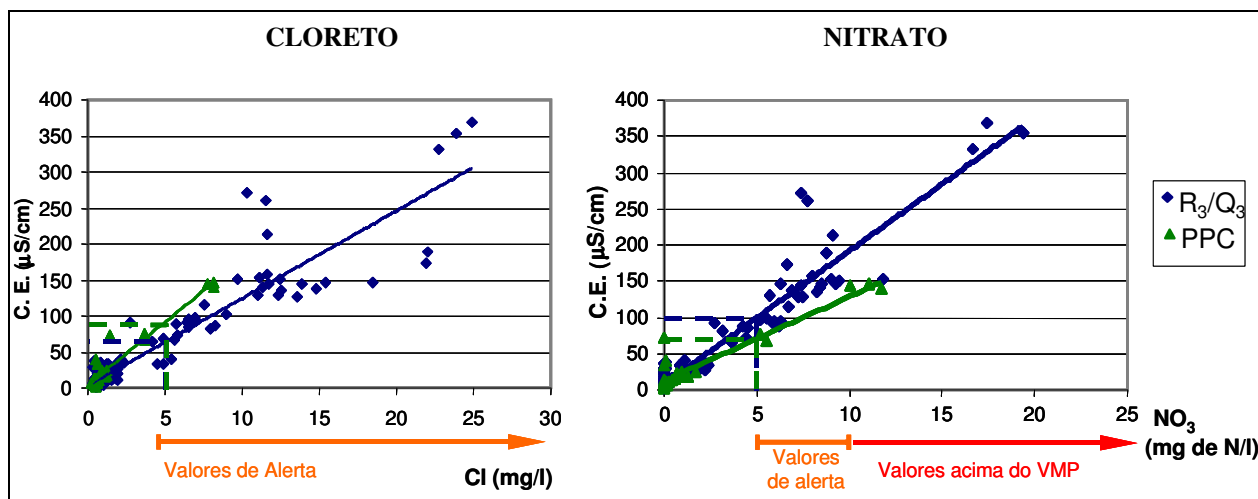 CLORETO
C. E. (µS/cm)
400
350
300
250
200
150
100
50
0
0 5 10 15 20 25 30
Valores de Alerta
Cl (mg/l)
NITRATO
C.E. (µS/cm)
400
350
300
250
200
150
100
50
0
0 5 10 15 20 25
NO₃
(mg de N/l)
Valores
de alerta
Valores acima do VMP
R₃/Q₃
PPC